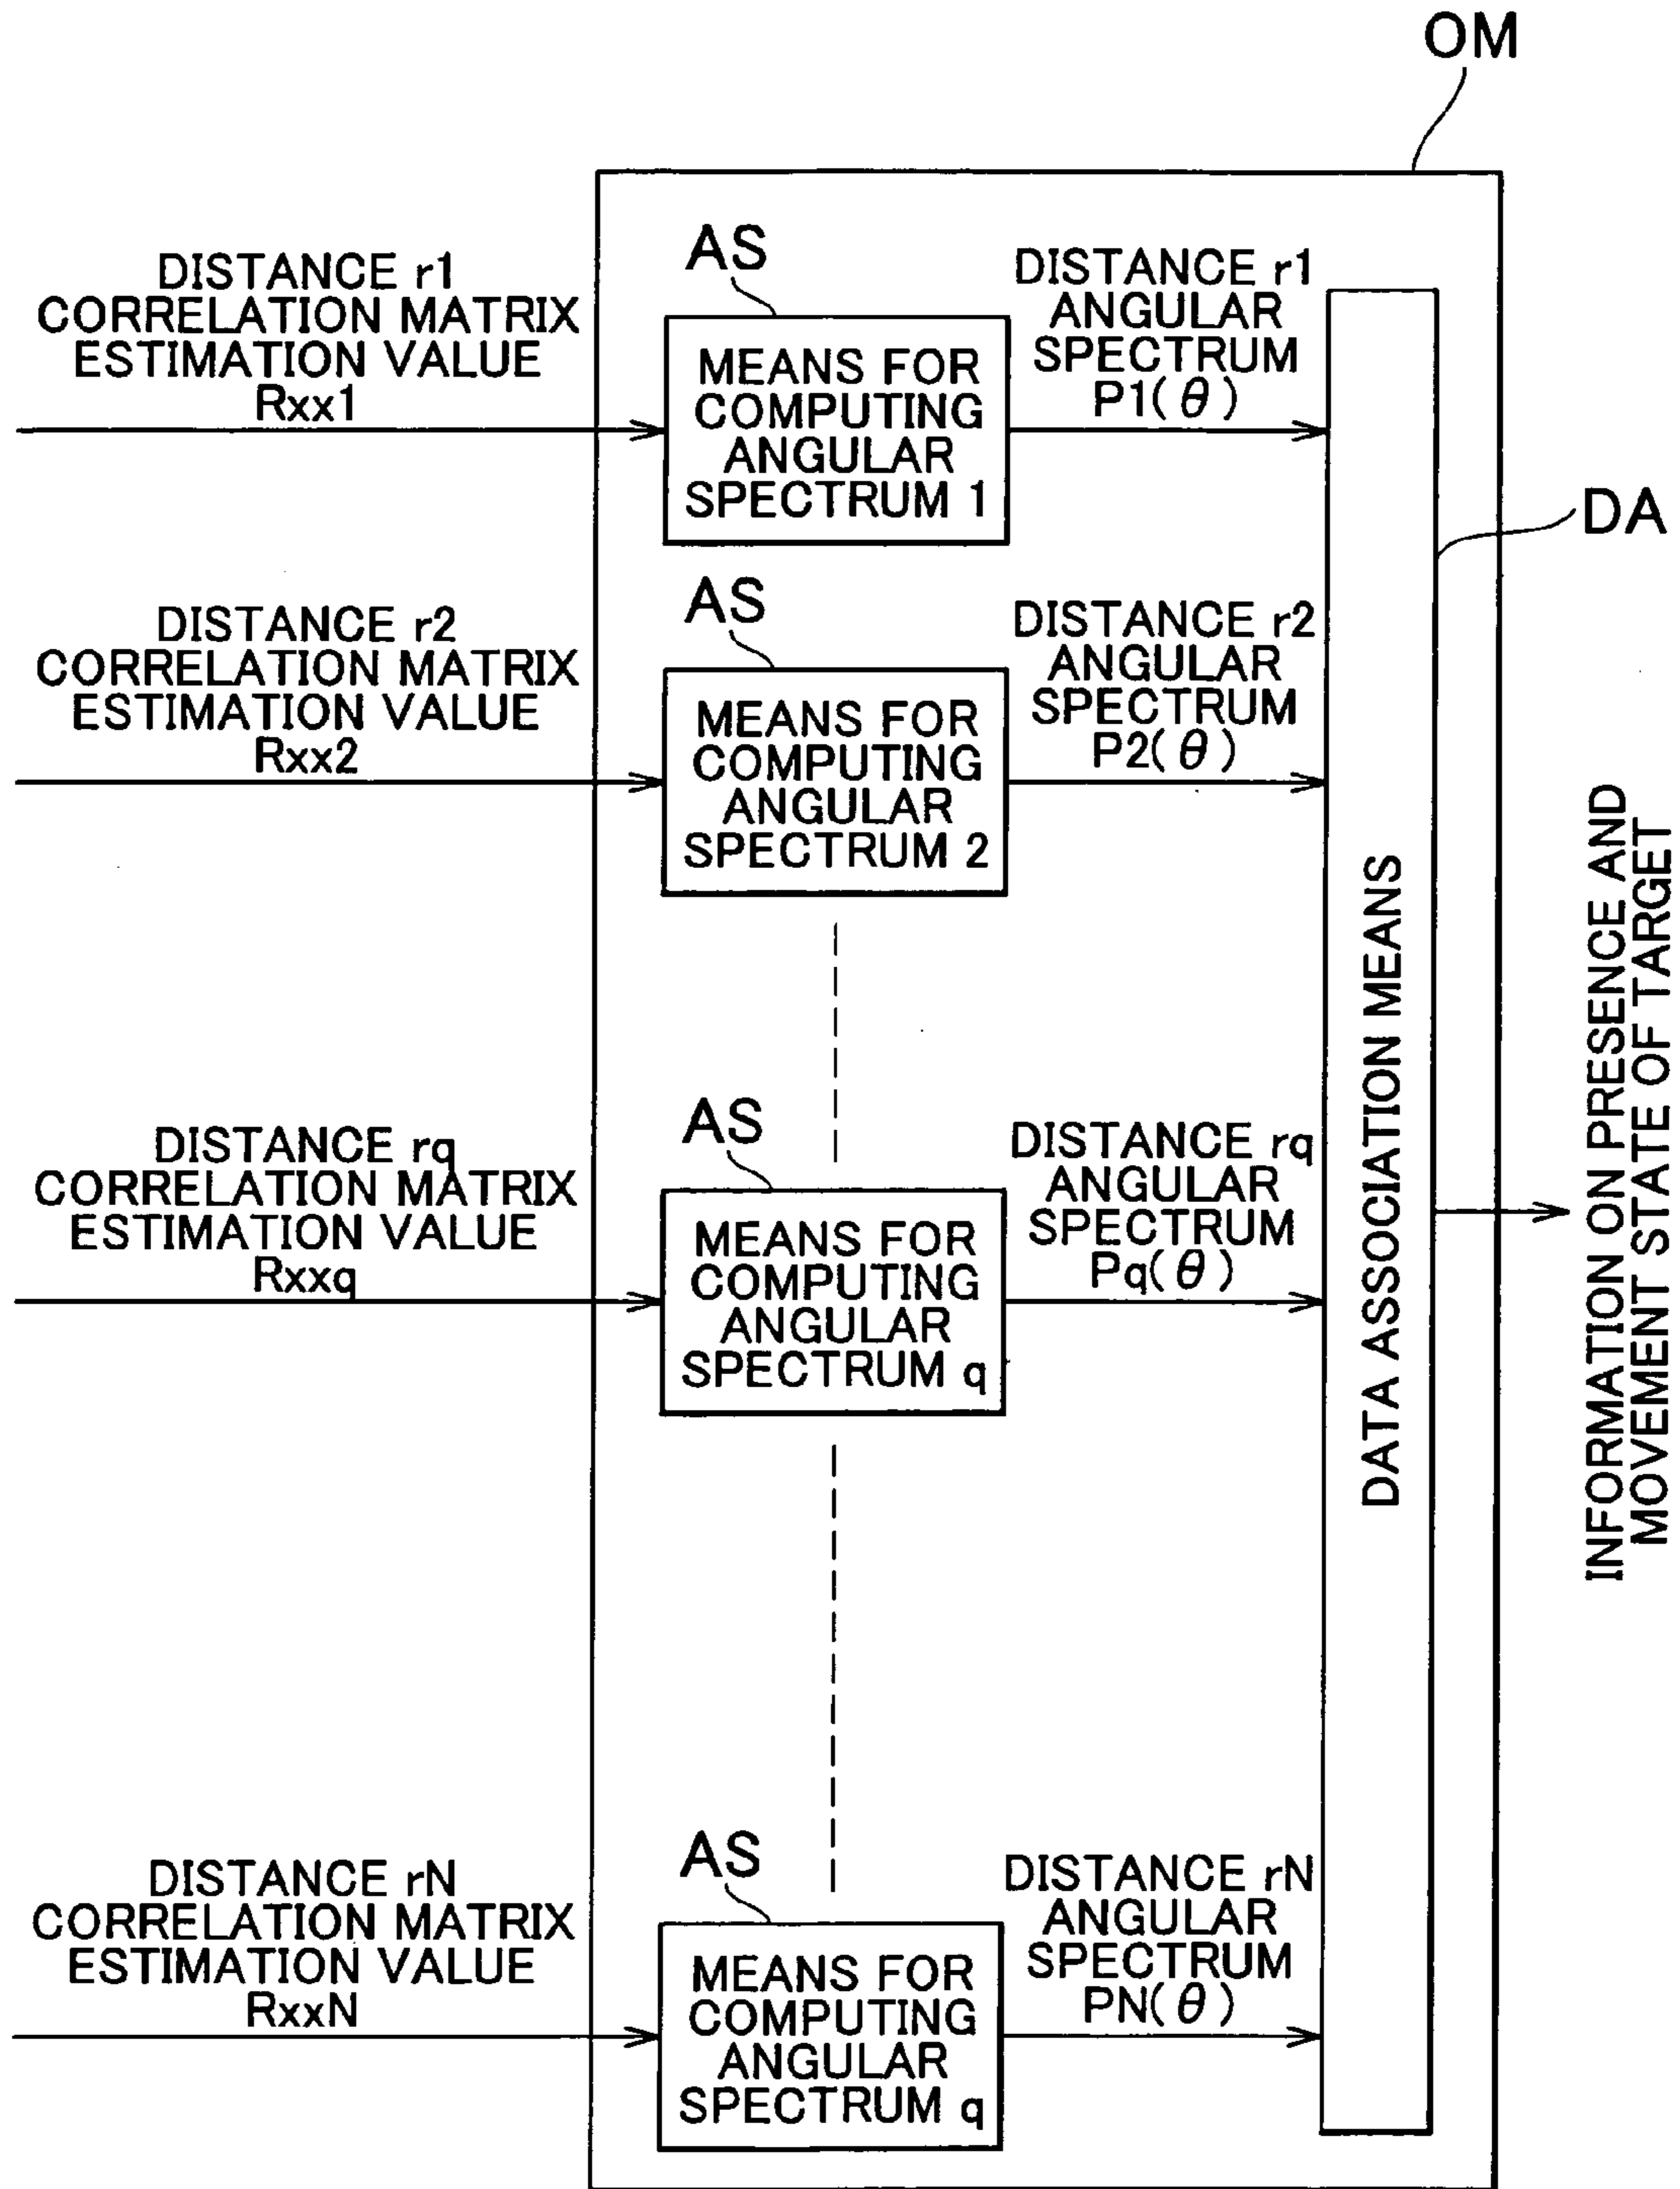 OM
DISTANCE r1
CORRELATION MATRIX
ESTIMATION VALUE
Rxx1
AS
MEANS FOR
COMPUTING
ANGULAR
SPECTRUM 1
DISTANCE r1
ANGULAR
SPECTRUM
P1(θ)
DA
DISTANCE r2
CORRELATION MATRIX
ESTIMATION VALUE
Rxx2
AS
MEANS FOR
COMPUTING
ANGULAR
SPECTRUM 2
DISTANCE r2
ANGULAR
SPECTRUM
P2(θ)
DISTANCE rq
CORRELATION MATRIX
ESTIMATION VALUE
Rxxq
AS
MEANS FOR
COMPUTING
ANGULAR
SPECTRUM q
DISTANCE rq
ANGULAR
SPECTRUM
Pq(θ)
DISTANCE rN
CORRELATION MATRIX
ESTIMATION VALUE
RxxN
AS
MEANS FOR
COMPUTING
ANGULAR
SPECTRUM q
DISTANCE rN
ANGULAR
SPECTRUM
PN(θ)
DATA ASSOCIATION MEANS
INFORMATION ON PRESENCE AND
MOVEMENT STATE OF TARGET